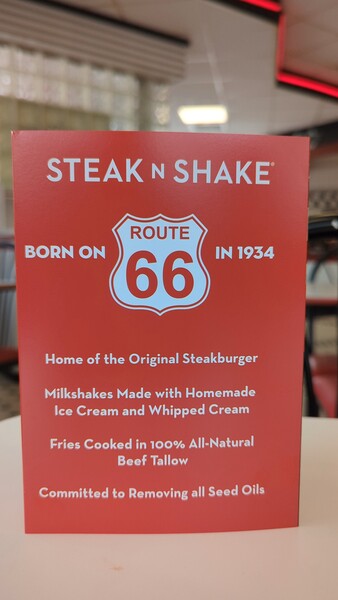 STEAK N SHAKE®
BORN ON ROUTE 66 IN 1934
Home of the Original Steakburger
Milkshakes Made with Homemade
Ice Cream and Whipped Cream
Fries Cooked in 100% All-Natural
Beef Tallow
Committed to Removing all Seed Oils